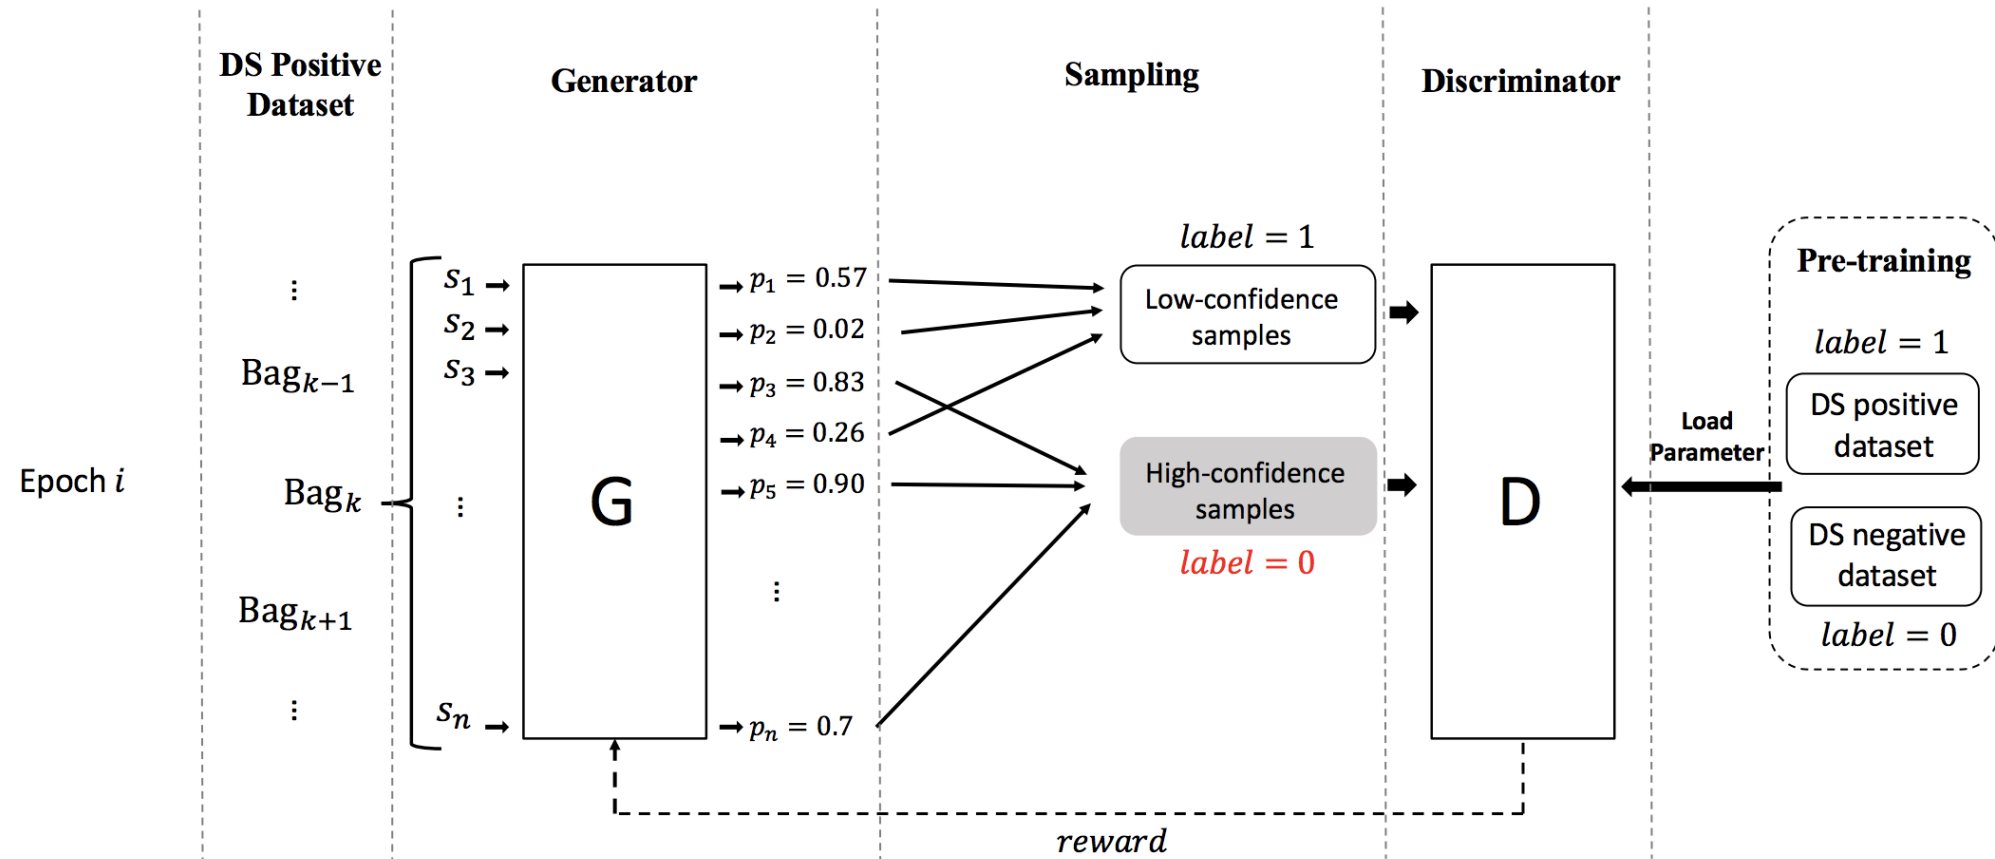 DS Positive
Dataset
Generator
Sampling
Discriminator
Epoch i
⋮
Bagₖ₋₁
Bagₖ
Bagₖ₊₁
⋮
s₁
s₂
s₃
⋮
sₙ
G
p₁ = 0.57
p₂ = 0.02
p₃ = 0.83
p₄ = 0.26
p₅ = 0.90
⋮
pₙ = 0.7
label = 1
Low-confidence
samples
High-confidence
samples
label = 0
D
reward
Load
Parameter
Pre-training
label = 1
DS positive
dataset
DS negative
dataset
label = 0